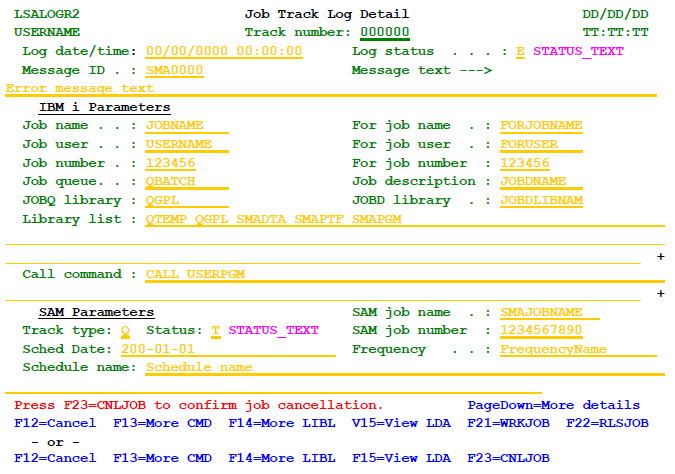 LSALOGR2 Job Track Log Detail DD/DD/DD
USERNAME Track number: 000000 TT:TT:TT
Log date/time: 00/00/0000 00:00:00 Log status . . . : E STATUS_TEXT
Message ID . : SMA0000 Message text --->
Error message text
IBM i Parameters
Job name . . : JOBNAME For job name . : FORJOBNAME
Job user . . : USERNAME For job user . : FORUSER
Job number . : 123456 For job number : 123456
Job queue. . : QBATCH Job description : JOBDNAME
JOBQ library : QGPL JOBD library . : JOBDLIBNAM
Library list : QTEMP QGPL SMADTA SMAPTF SMAPGM
+
Call command : CALL USERPGM
+
SAM Parameters SAM job name . : SMAJOBNAME
Track type: Q Status: T STATUS_TEXT SAM job number : 1234567890
Sched Date: 200-01-01 Frequency . . : FrequencyName
Schedule name: Schedule name
Press F23=CNLJOB to confirm job cancellation. PageDown=More details
F12=Cancel F13=More CMD F14=More LIBL V15=View LDA F21=WRKJOB F22=RLSJOB
- or -
F12=Cancel F13=More CMD F14=More LIBL F15=View LDA F23=CNLJOB